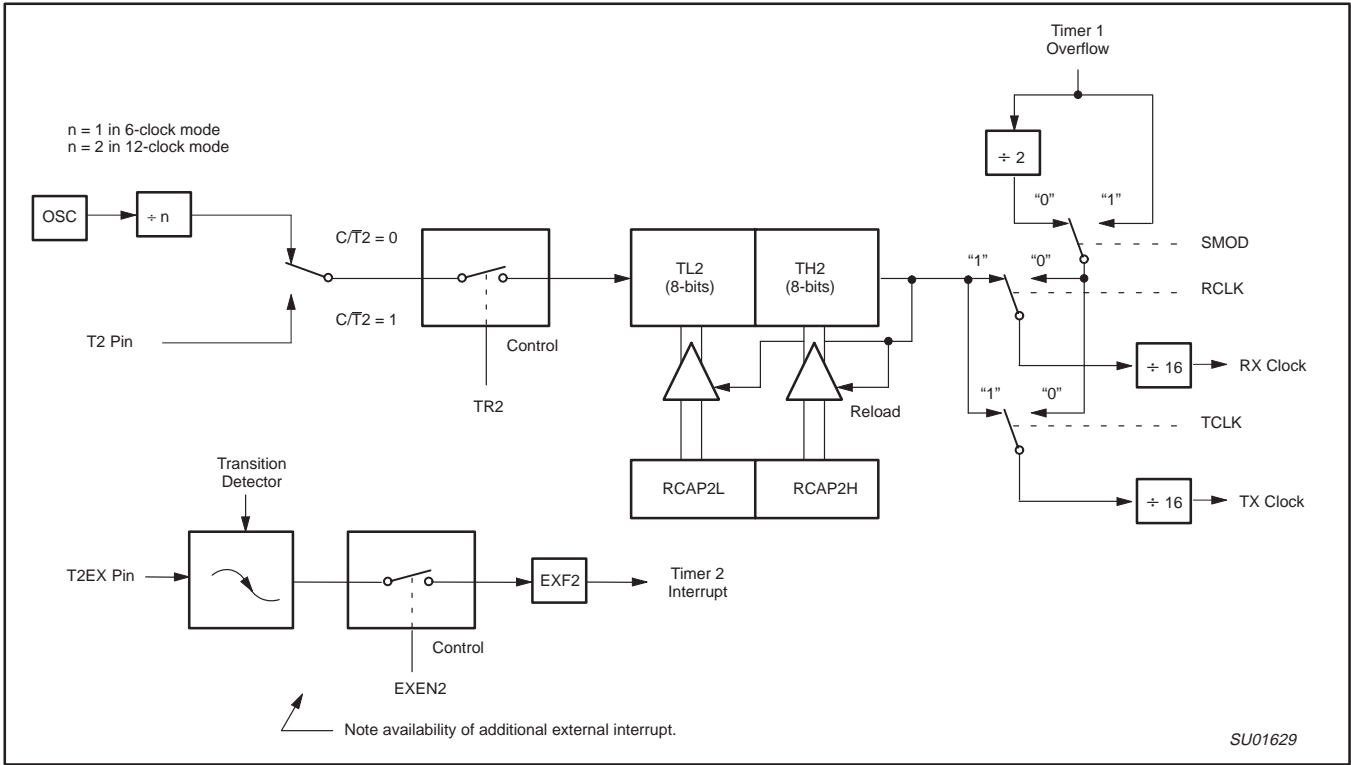 Timer 1
Overflow
n = 1 in 6-clock mode
n = 2 in 12-clock mode
÷ 2
“0”
“1”
OSC
÷ n
SMOD
C/T̅2 = 0
TL2
(8-bits)
TH2
(8-bits)
“1”
“0”
RCLK
C/T̅2 = 1
T2 Pin
Control
÷ 16
RX Clock
TR2
Reload
“1”
“0”
TCLK
Transition
Detector
RCAP2L
RCAP2H
÷ 16
TX Clock
T2EX Pin
EXF2
Timer 2
Interrupt
Control
EXEN2
Note availability of additional external interrupt.
SU01629